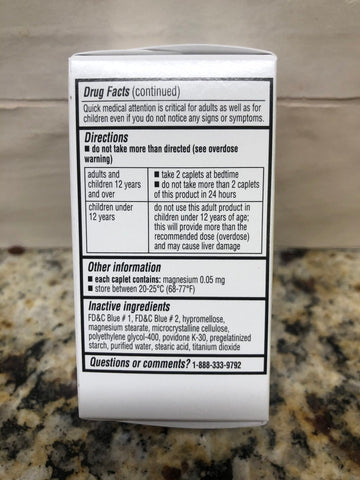 Drug Facts (continued)
Quick medical attention is critical for adults as well as for
children even if you do not notice any signs or symptoms.
Directions
■ do not take more than directed (see overdose
warning)
adults and
children 12 years
and over
■ take 2 caplets at bedtime
■ do not take more than 2 caplets
of this product in 24 hours
children under
12 years
do not use this adult product in
children under 12 years of age;
this will provide more than the
recommended dose (overdose)
and may cause liver damage
Other information
■ each caplet contains: magnesium 0.05 mg
■ store between 20-25°C (68-77°F)
Inactive ingredients
FD&C Blue # 1, FD&C Blue # 2, hypromellose,
magnesium stearate, microcrystalline cellulose,
polyethylene glycol-400, povidone K-30, pregelatinized
starch, purified water, stearic acid, titanium dioxide
Questions or comments? 1-888-333-9792